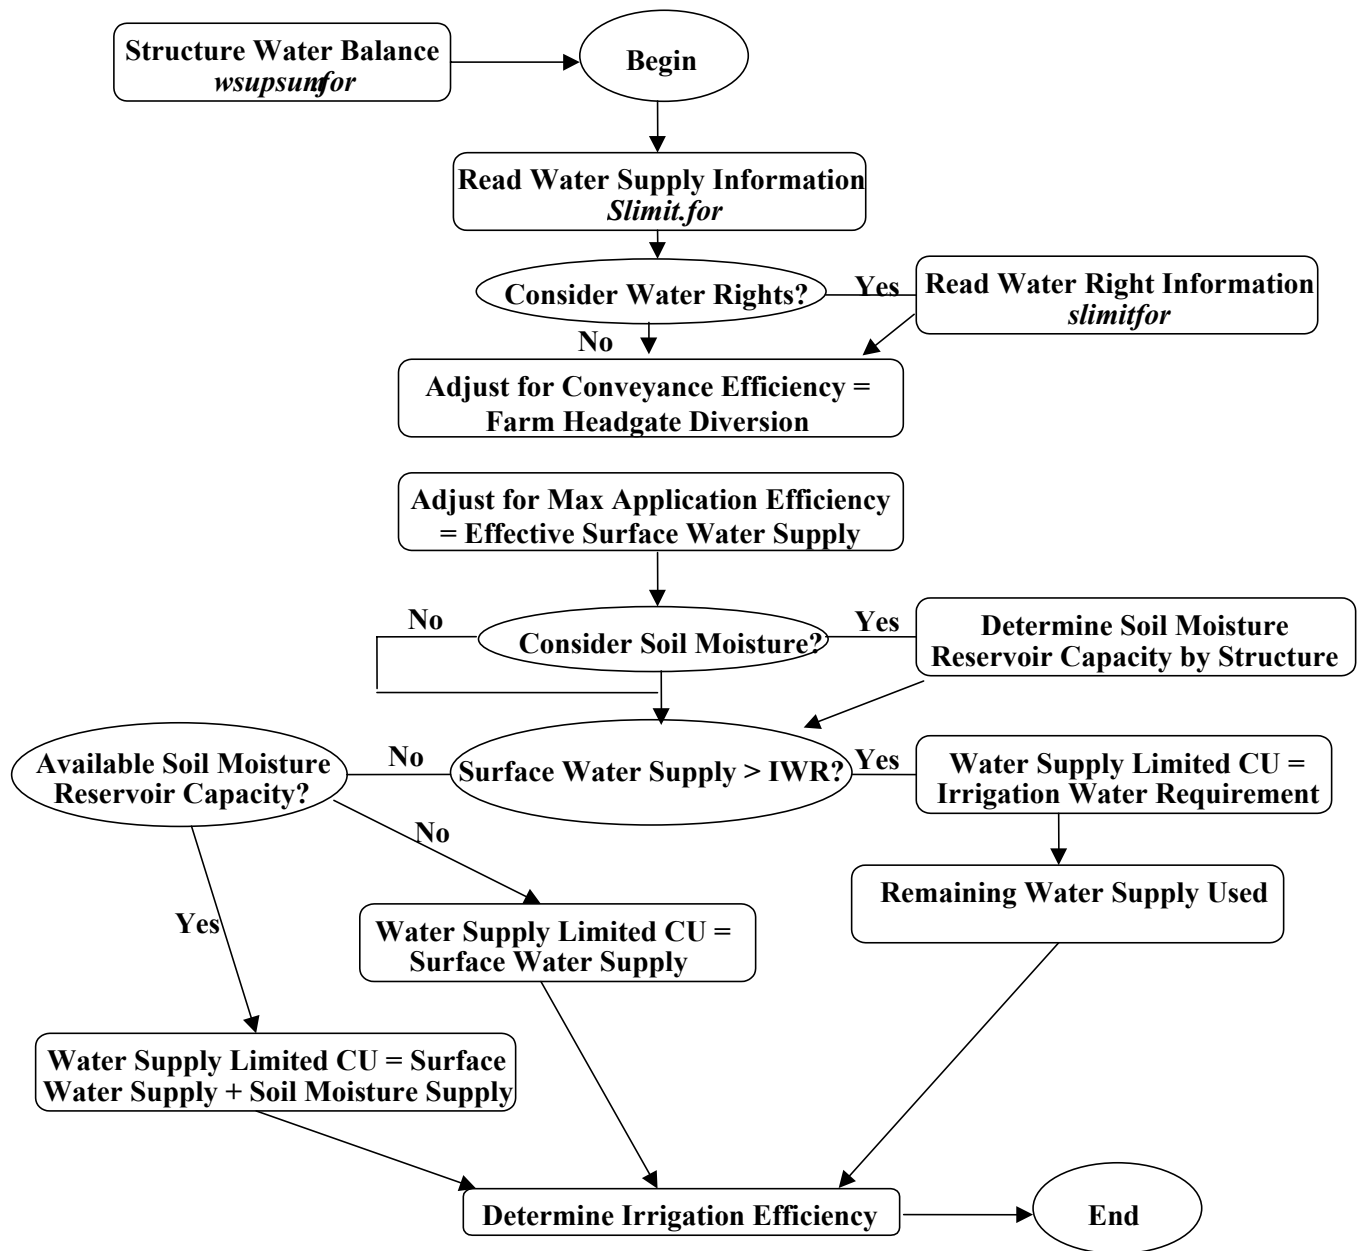 Structure Water Balance
wsupsumfor
Begin
Read Water Supply Information
Slimit.for
Consider Water Rights?
Yes
Read Water Right Information
slimitfor
No
Adjust for Conveyance Efficiency =
Farm Headgate Diversion
Adjust for Max Application Efficiency
= Effective Surface Water Supply
No
Consider Soil Moisture?
Yes
Determine Soil Moisture
Reservoir Capacity by Structure
Available Soil Moisture
Reservoir Capacity?
No
Surface Water Supply > IWR?
Yes
Water Supply Limited CU =
Irrigation Water Requirement
No
Remaining Water Supply Used
Yes
Water Supply Limited CU =
Surface Water Supply
Water Supply Limited CU = Surface
Water Supply + Soil Moisture Supply
Determine Irrigation Efficiency
End